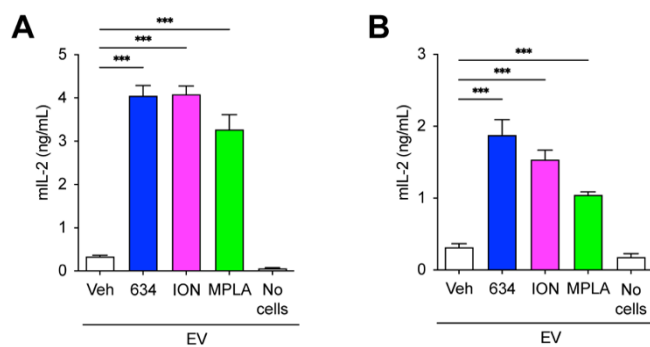 A
***
***
***
5
4
3
2
1
0
mIL-2 (ng/mL)
Veh 634 ION MPLA No cells
EV
B
***
***
***
3
2
1
0
mIL-2 (ng/mL)
Veh 634 ION MPLA No cells
EV